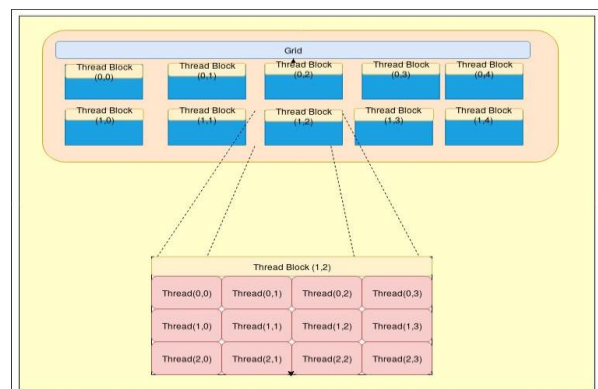 Grid
Thread Block
(0,0)
Thread Block
(0,1)
Thread Block
(0,2)
Thread Block
(0,3)
Thread Block
(0,4)
Thread Block
(1,0)
Thread Block
(1,1)
Thread Block
(1,2)
Thread Block
(1,3)
Thread Block
(1,4)
Thread Block (1,2)
Thread(0,0)
Thread(0,1)
Thread(0,2)
Thread(0,3)
Thread(1,0)
Thread(1,1)
Thread(1,2)
Thread(1,3)
Thread(2,0)
Thread(2,1)
Thread(2,2)
Thread(2,3)